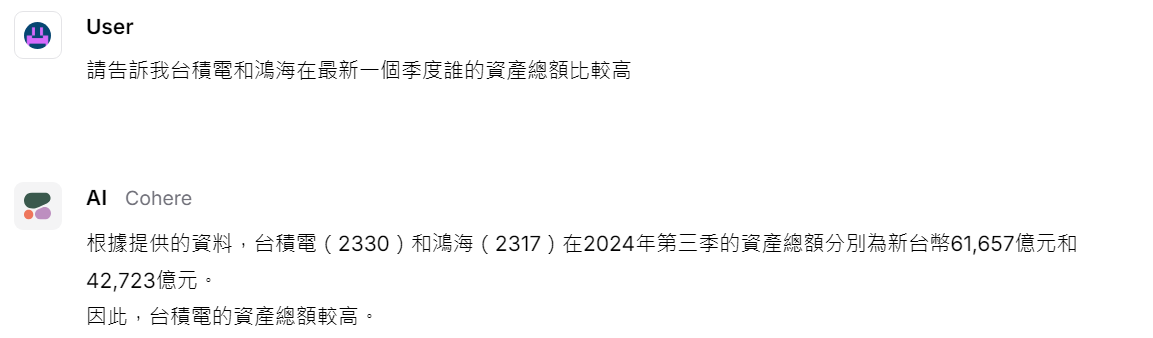 User
請告訴我台積電和鴻海在最新一個季度誰的資產總額比較高
AI Cohere
根據提供的資料，台積電（2330）和鴻海（2317）在2024年第三季的資產總額分別為新台幣61,657億元和
42,723億元。
因此，台積電的資產總額較高。